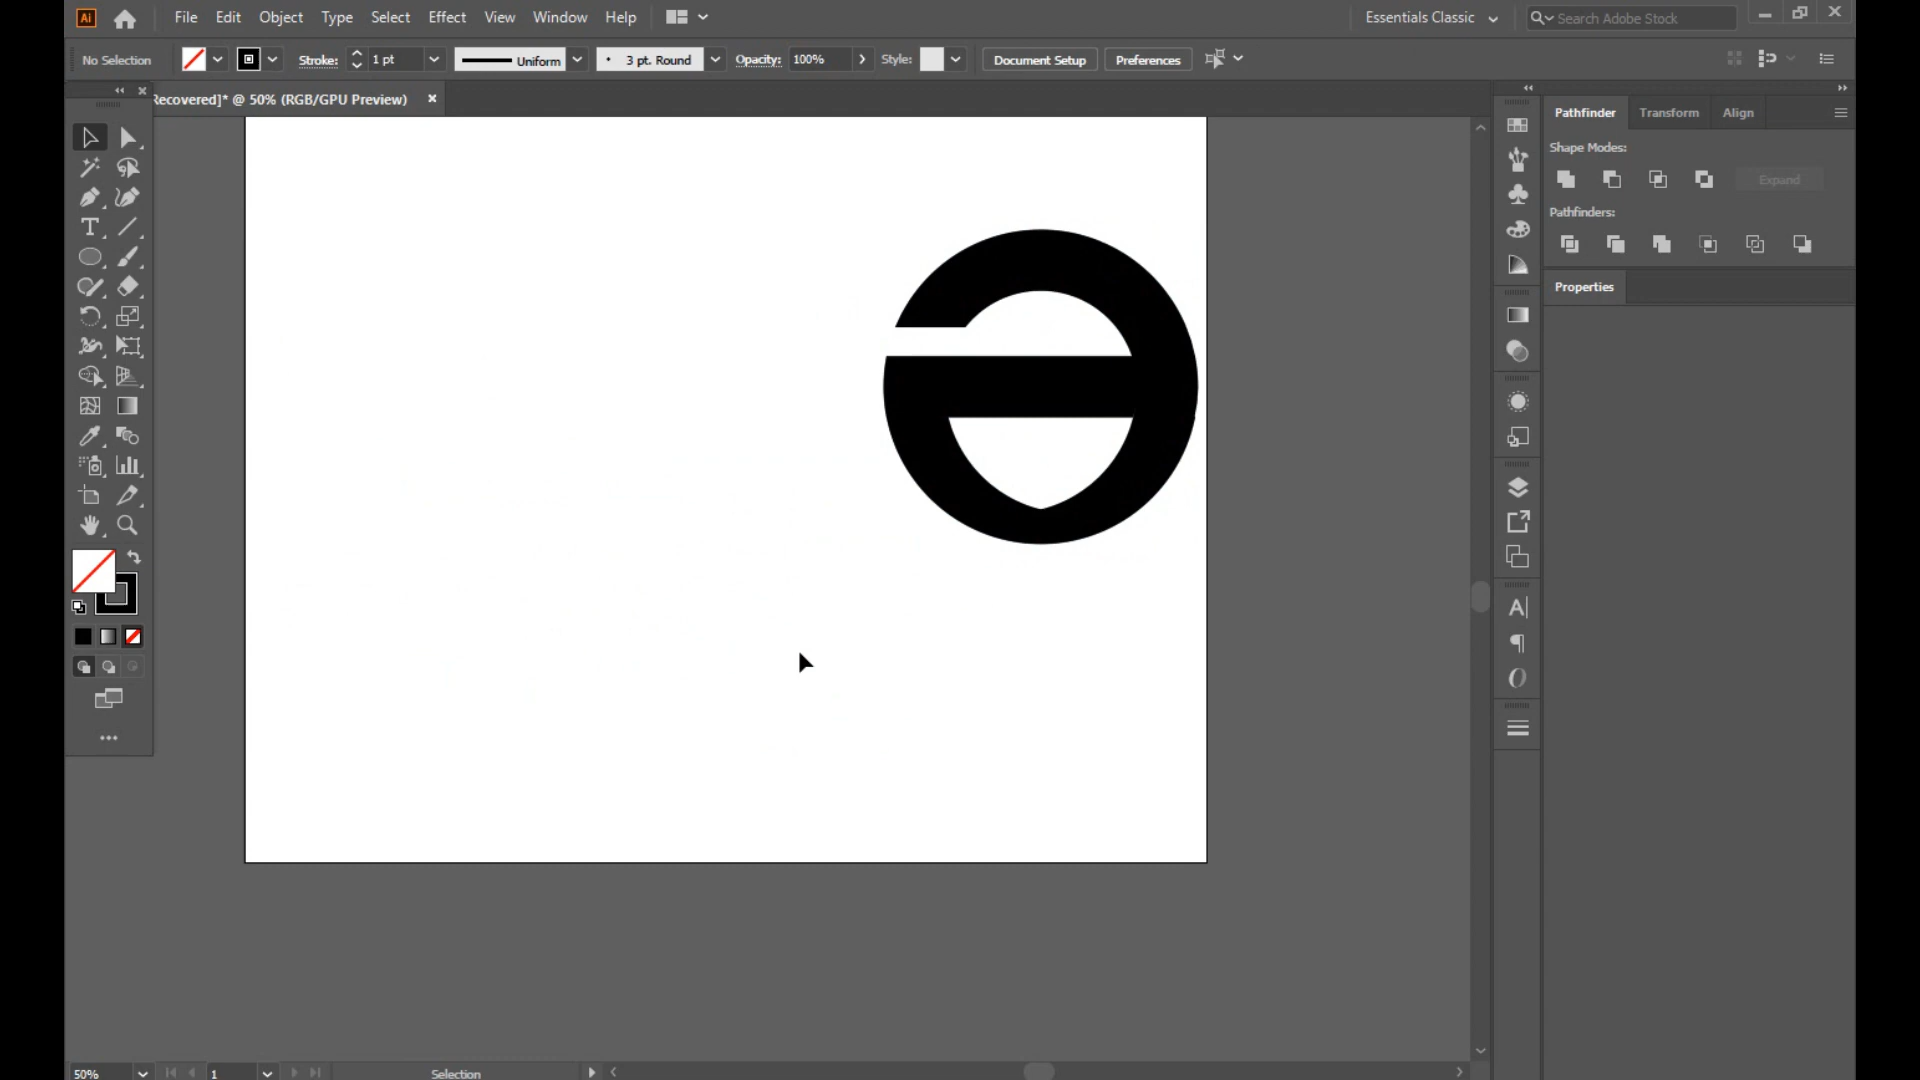 Ai File Edit Object Type Select Effect View Window Help Essentials Classic Search Adobe Stock
No Selection Stroke: 1 pt Uniform 3 pt. Round Opacity: 100% Style: Document Setup Preferences
Recovered]* @ 50% (RGB/GPU Preview)
Pathfinder Transform Align
Shape Modes:
Expand
Pathfinders:
Properties
50% 1 Selection